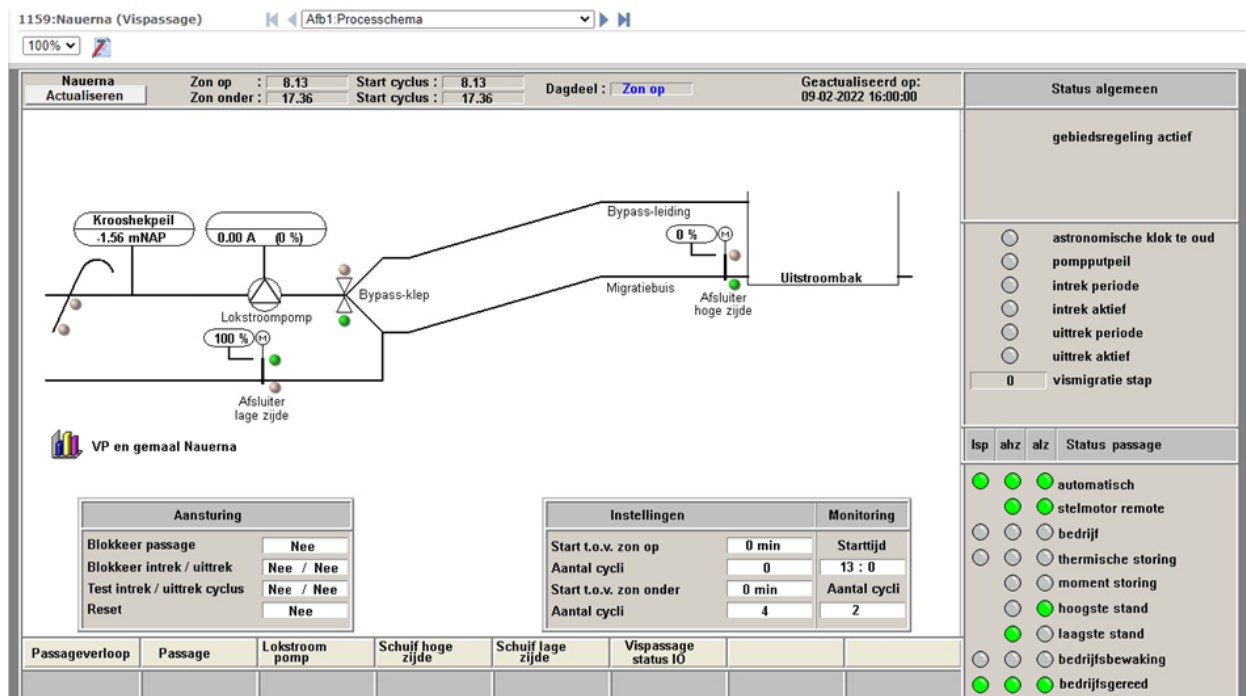 1159:Nauerna (Vispassage) Afb1:Processchema
100%
Nauerna Zon op : 8.13 Start cyclus : 8.13 Dagdeel : Zon op Geactualiseerd op:
Actualiseren Zon onder : 17.36 Start cyclus : 17.36 09-02-2022 16:00:00
Status algemeen
gebiedsregeling actief
Krooshekpeil
-1.56 mNAP
0.00 A (0 %)
Bypass-leiding
0 % M
Uitstroombak
Bypass-klep
Migratiebuis
Afsluiter
hoge zijde
Lokstroompomp
100 % M
Afsluiter
lage zijde
VP en gemaal Nauerna
astronomische klok te oud
pompputpeil
intrek periode
intrek aktief
uittrek periode
uittrek aktief
0 vismigratie stap
lsp ahz alz Status passage
automatisch
stelmotor remote
bedrijf
thermische storing
moment storing
hoogste stand
laagste stand
bedrijfsbewaking
bedrijfsgereed
Aansturing
Blokkeer passage Nee
Blokkeer intrek / uittrek Nee / Nee
Test intrek / uittrek cyclus Nee / Nee
Reset Nee
Instellingen Monitoring
Start t.o.v. zon op 0 min Starttijd
Aantal cycli 0 13 : 0
Start t.o.v. zon onder 0 min Aantal cycli
Aantal cycli 4 2
Passageverloop Passage Lokstroom pomp Schuif hoge zijde Schuif lage zijde Vispassage status IO